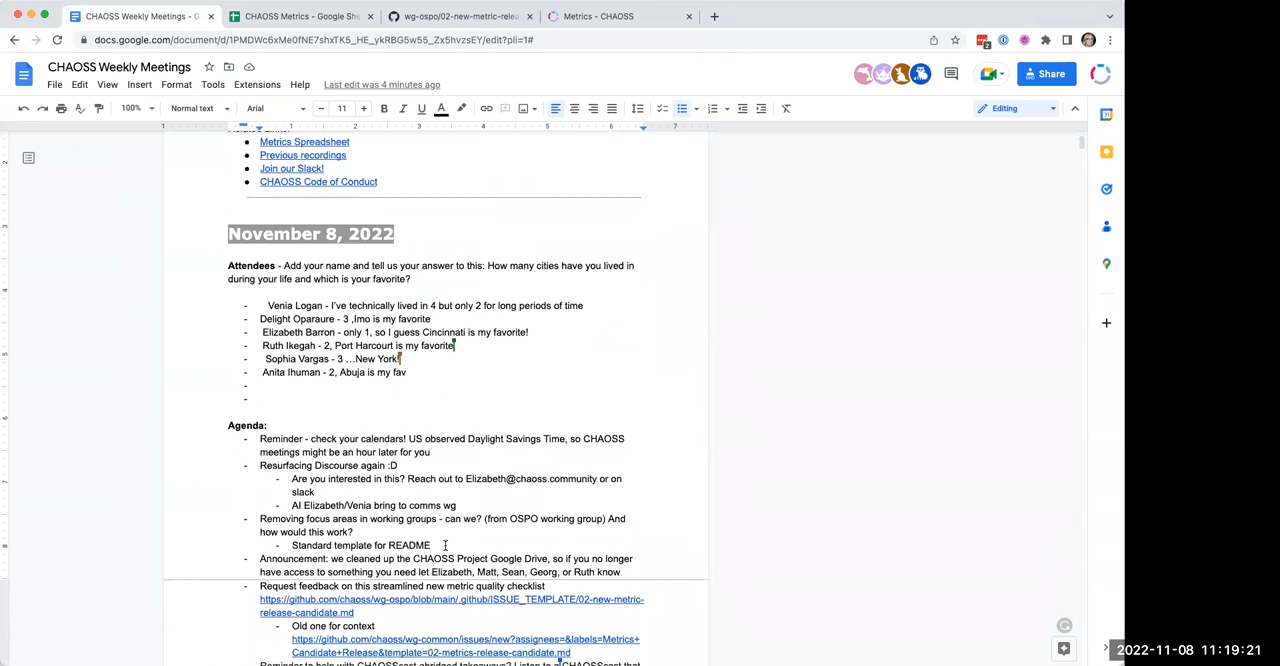 CHAOSS Weekly Meetings - G
CHAOSS Metrics - Google She
wg-ospo/02-new-metric-relea
Metrics - CHAOSS
docs.google.com/document/d/1PMDWc6xMe0fNE7shxTK5_HE_ykRBG5w55_Zx5hvzsEY/edit?pli=1#
2
CHAOSS Weekly Meetings
File Edit View Insert Format Tools Extensions Help Last edit was 4 minutes ago
Share
100% Normal text Arial 11 Editing
Metrics Spreadsheet
Previous recordings
Join our Slack!
CHAOSS Code of Conduct
November 8, 2022
Attendees - Add your name and tell us your answer to this: How many cities have you lived in
during your life and which is your favorite?
- Venia Logan - I've technically lived in 4 but only 2 for long periods of time
- Delight Oparaure - 3 ,Imo is my favorite
- Elizabeth Barron - only 1, so I guess Cincinnati is my favorite!
- Ruth Ikegah - 2, Port Harcourt is my favorite
- Sophia Vargas - 3 ...New York!
- Anita Ihuman - 2, Abuja is my fav
-
-
Agenda:
- Reminder - check your calendars! US observed Daylight Savings Time, so CHAOSS
meetings might be an hour later for you
- Resurfacing Discourse again :D
- Are you interested in this? Reach out to Elizabeth@chaoss.community or on
slack
- AI Elizabeth/Venia bring to comms wg
- Removing focus areas in working groups - can we? (from OSPO working group) And
how would this work?
- Standard template for README
- Announcement: we cleaned up the CHAOSS Project Google Drive, so if you no longer
have access to something you need let Elizabeth, Matt, Sean, Georg, or Ruth know
- Request feedback on this streamlined new metric quality checklist
https://github.com/chaoss/wg-ospo/blob/main/.github/ISSUE_TEMPLATE/02-new-metric-
release-candidate.md
- Old one for context
https://github.com/chaoss/wg-common/issues/new?assignees=&labels=Metrics+
Candidate+Release&template=02-metrics-release-candidate.md
Reminder to help with CHAOSScast abridged takeaways? Listen to a CHAOSScast that
2022-11-08 11:19:21